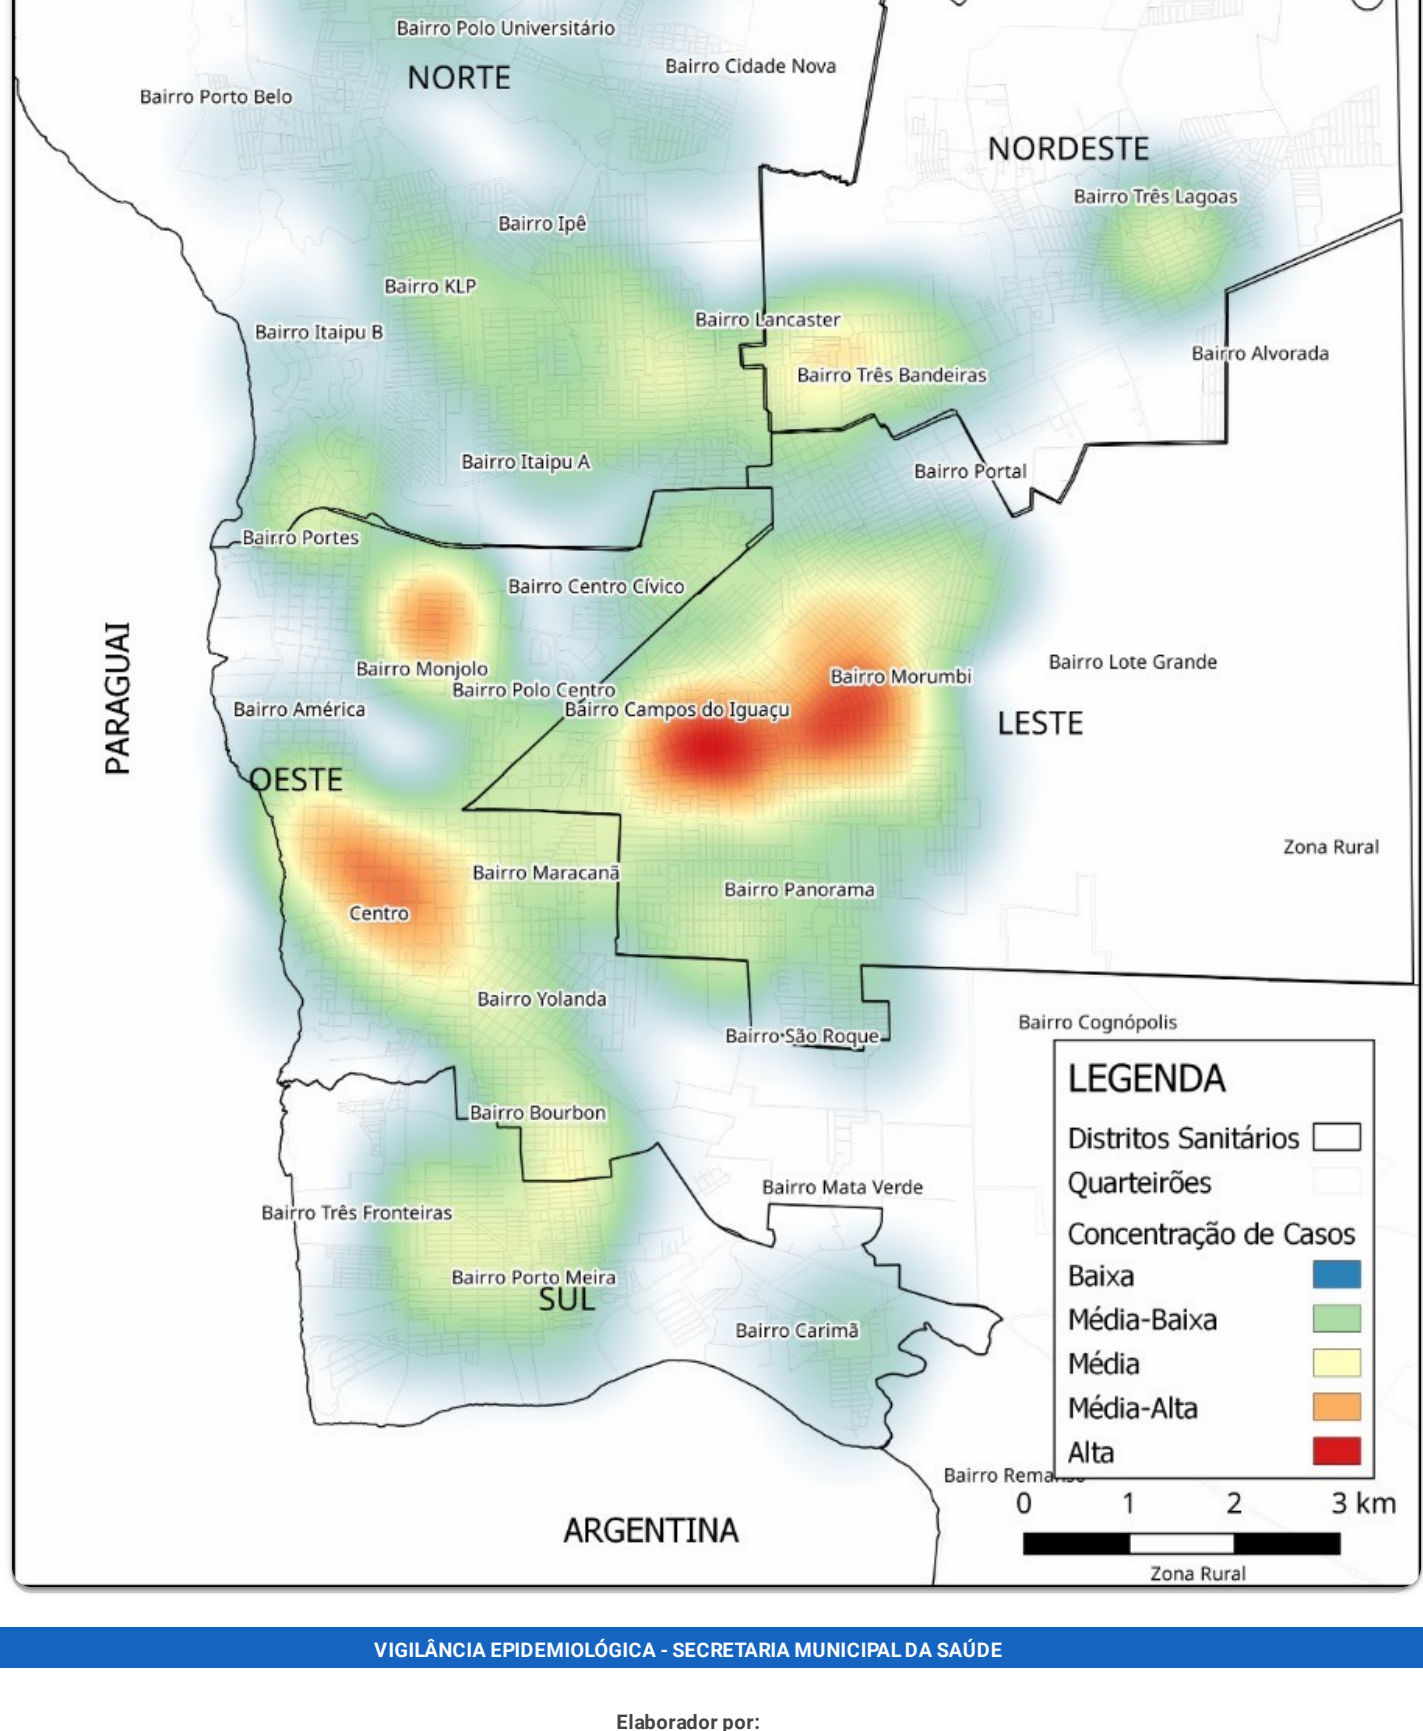 Bairro Polo Universitário
Bairro Cidade Nova
NORTE
Bairro Porto Belo
NORDESTE
Bairro Três Lagoas
Bairro Ipê
Bairro KLP
Bairro Lancaster
Bairro Itaipu B
Bairro Alvorada
Bairro Três Bandeiras
Bairro Itaipu A
Bairro Portal
Bairro Portes
Bairro Centro Cívico
PARAGUAI
Bairro Lote Grande
Bairro Monjolo
Bairro Morumbi
Bairro Polo Centro
Bairro América
Bairro Campos do Iguaçu
LESTE
OESTE
Zona Rural
Bairro Maracanã
Bairro Panorama
Centro
Bairro Yolanda
Bairro Cognópolis
Bairro São Roque
Bairro Bourbon
Bairro Mata Verde
Bairro Três Fronteiras
Bairro Porto Meira
SUL
Bairro Carimã
LEGENDA
Distritos Sanitários
Quarteirões
Concentração de Casos
Baixa
Média-Baixa
Média
Média-Alta
Alta
Bairro Remanso
0 1 2 3 km
ARGENTINA
Zona Rural
VIGILÂNCIA EPIDEMIOLÓGICA - SECRETARIA MUNICIPAL DA SAÚDE
Elaborador por: